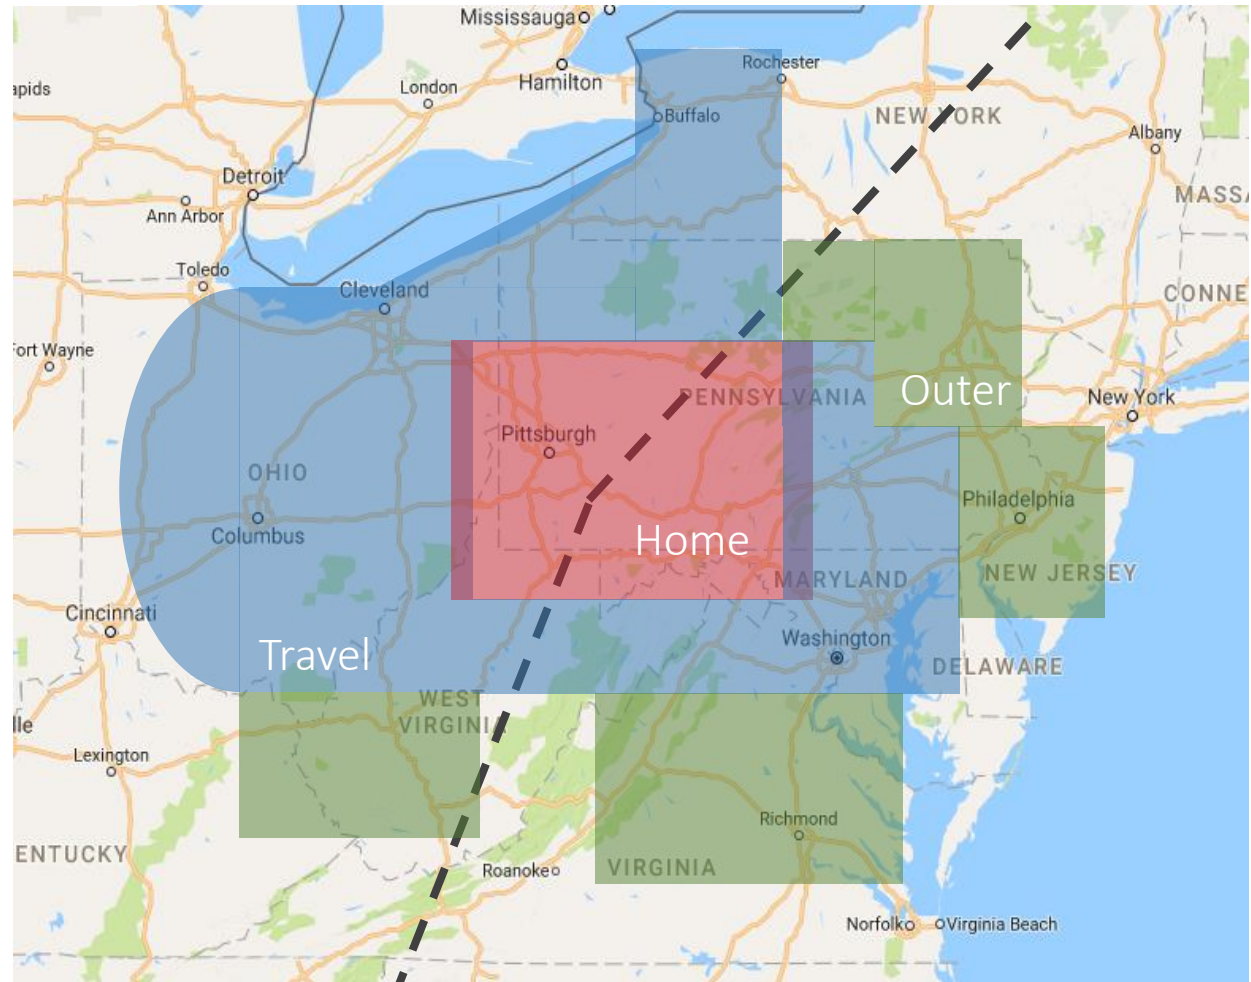 Mississauga
Hamilton
Rochester
apids
London
Buffalo
NEW YORK
Albany
Detroit
Ann Arbor
MASSA
Toledo
Cleveland
CONNE
Fort Wayne
Outer
PENNSYLVANIA
New York
Pittsburgh
OHIO
Philadelphia
Columbus
Home
MARYLAND
NEW JERSEY
Cincinnati
Washington
Travel
DELAWARE
WEST
VIRGINIA
lle
Lexington
Richmond
ENTUCKY
Roanoke
VIRGINIA
Norfolk
Virginia Beach